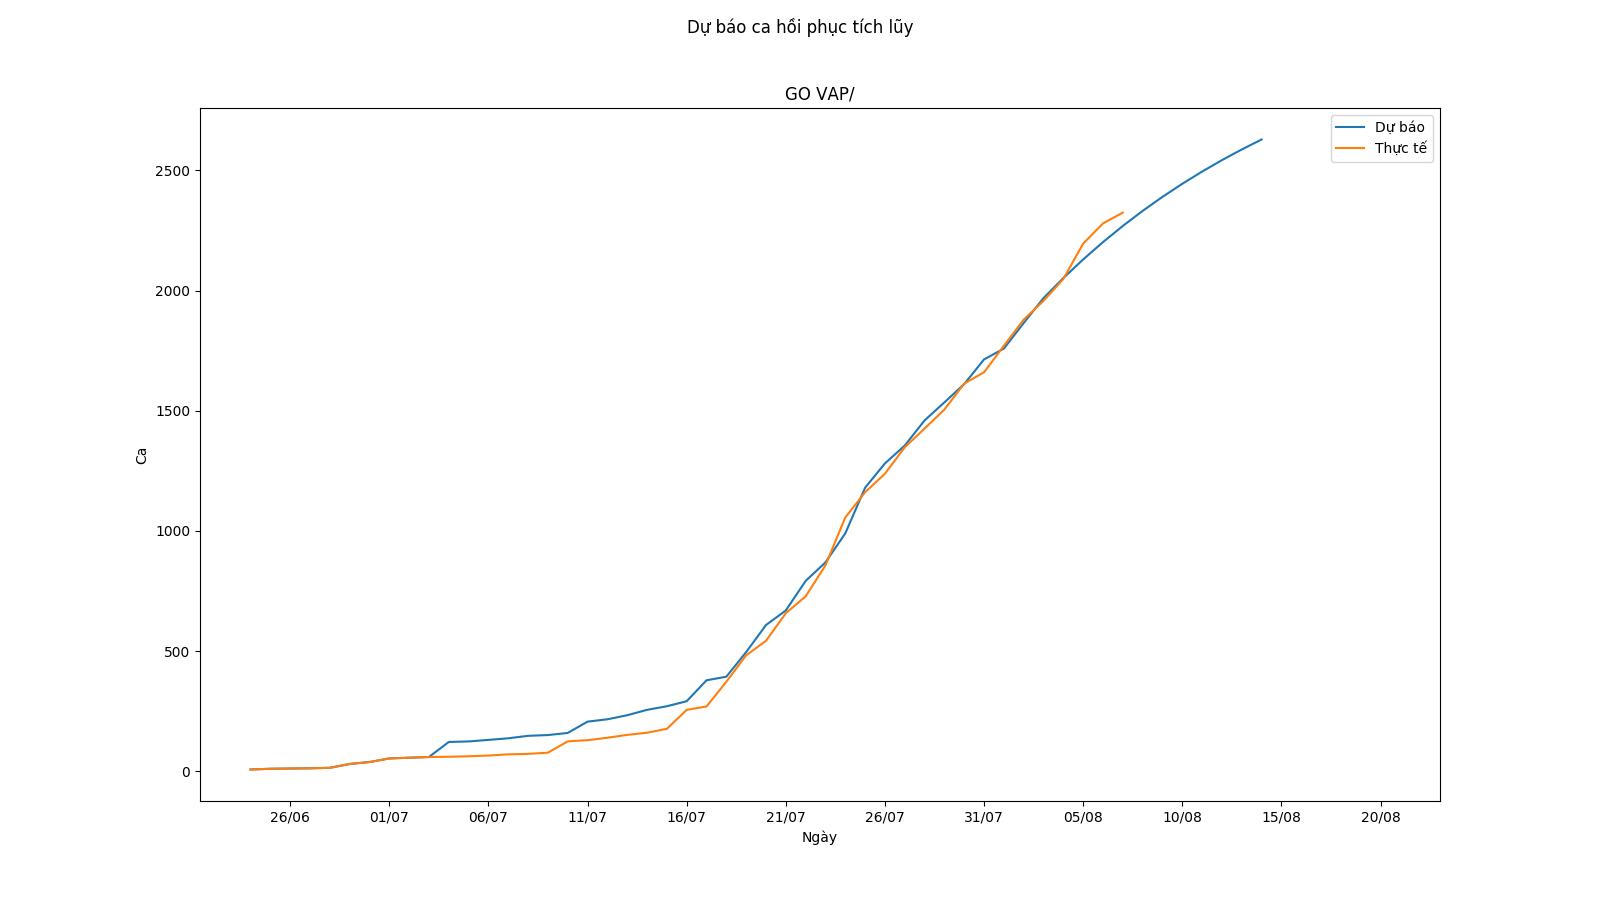 Dự báo ca hồi phục tích lũy
GO VAP/
Dự báo
Thực tế
2500
2000
1500
1000
500
0
Ca
26/06 01/07 06/07 11/07 16/07 21/07 26/07 31/07 05/08 10/08 15/08 20/08
Ngày